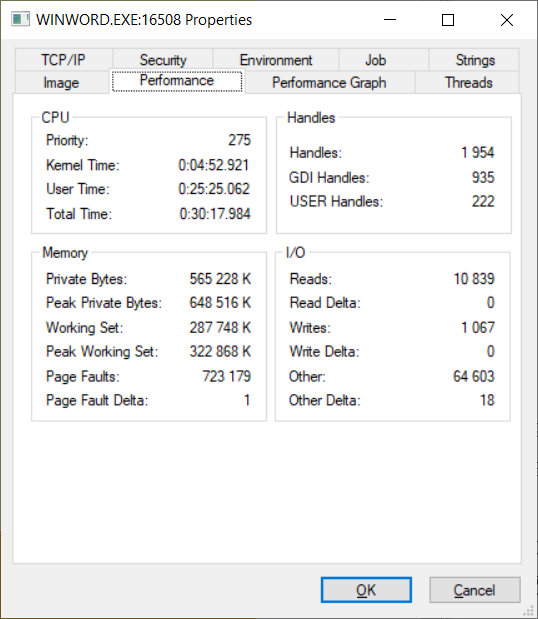 WINWORD.EXE:16508 Properties
TCP/IP Security Environment Job Strings
Image Performance Performance Graph Threads
CPU
Priority: 275
Kernel Time: 0:04:52.921
User Time: 0:25:25.062
Total Time: 0:30:17.984
Handles
Handles: 1 954
GDI Handles: 935
USER Handles: 222
Memory
Private Bytes: 565 228 K
Peak Private Bytes: 648 516 K
Working Set: 287 748 K
Peak Working Set: 322 868 K
Page Faults: 723 179
Page Fault Delta: 1
I/O
Reads: 10 839
Read Delta: 0
Writes: 1 067
Write Delta: 0
Other: 64 603
Other Delta: 18
OK Cancel